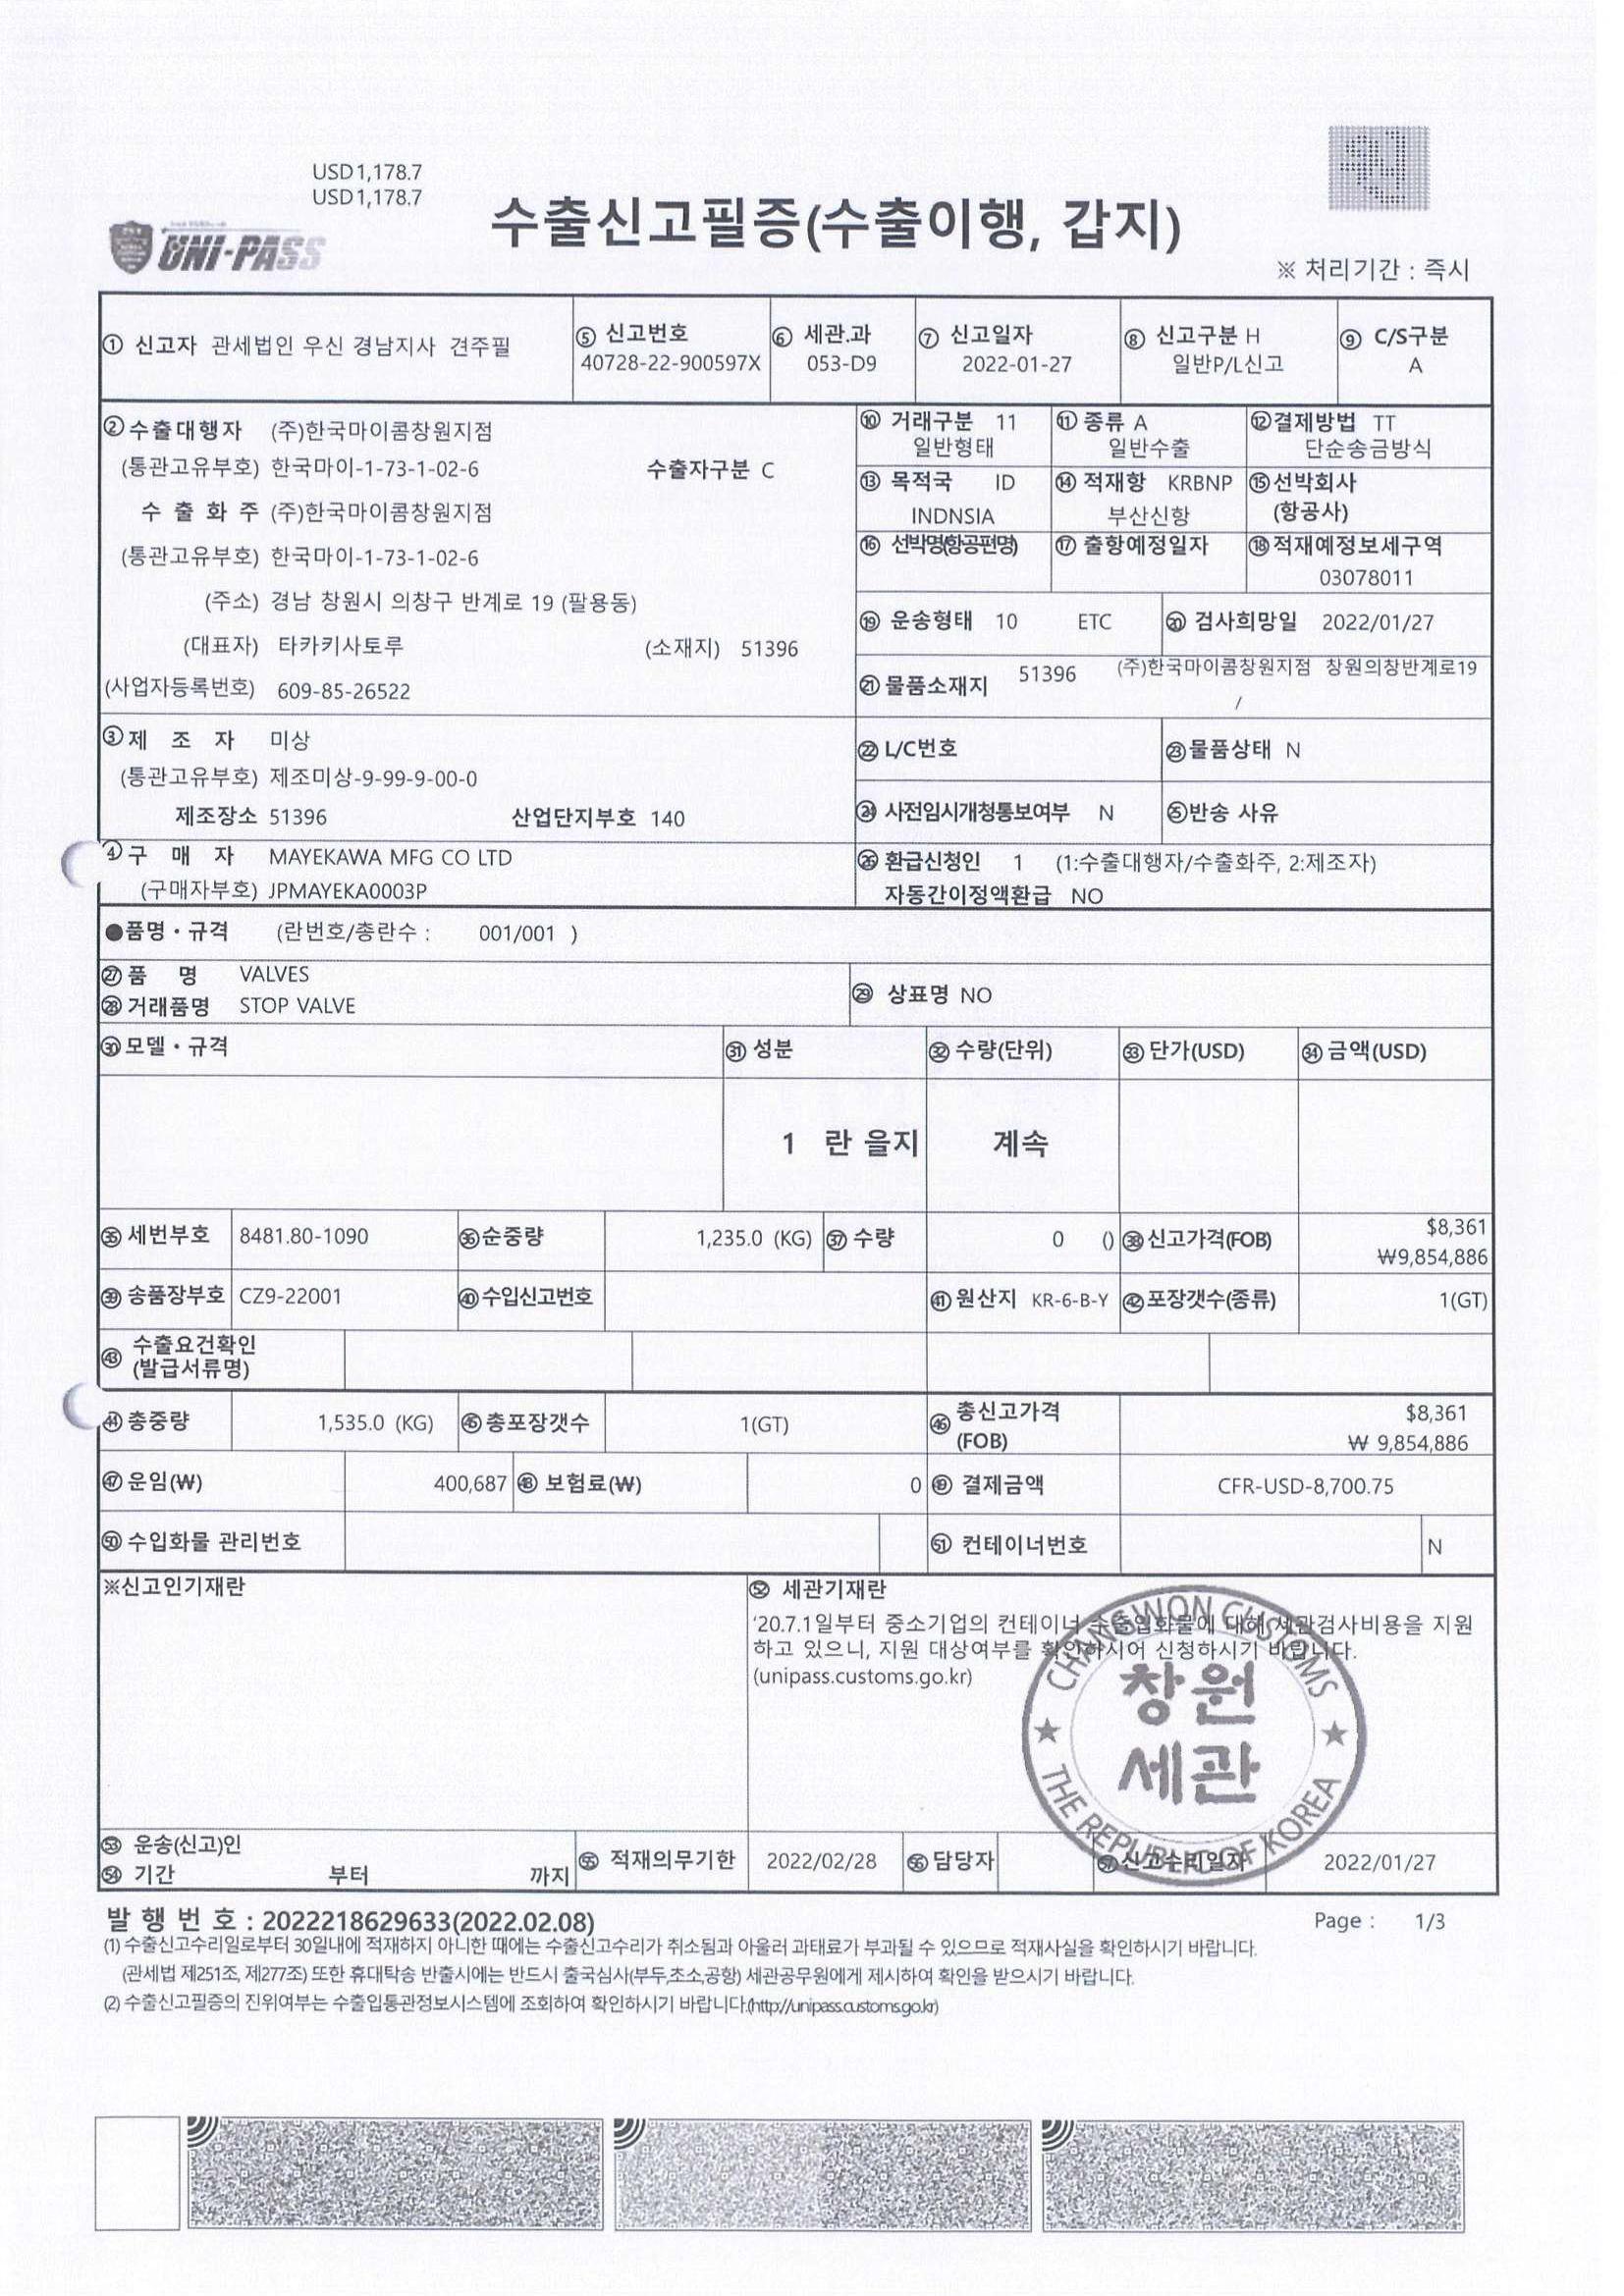 USD1,178.7
USD1,178.7
UNI-PASS
수출신고필증(수출이행, 갑지)
※ 처리기간 : 즉시
① 신고자 관세법인 우신 경남지사 견주필
⑤ 신고번호
40728-22-900597X
⑥ 세관.과
053-D9
⑦ 신고일자
2022-01-27
⑧ 신고구분 H
일반P/L신고
⑨ C/S구분
A
②수출대행자 (주)한국마이콤창원지점
(통관고유부호) 한국마이-1-73-1-02-6 수출자구분 C
수 출 화 주 (주)한국마이콤창원지점
(통관고유부호) 한국마이-1-73-1-02-6
(주소) 경남 창원시 의창구 반계로 19 (팔용동)
(대표자) 타카키사토루 (소재지) 51396
(사업자등록번호) 609-85-26522
⑩ 거래구분 11
일반형태
⑪ 종류 A
일반수출
⑫결제방법 TT
단순송금방식
⑬ 목적국 ID
INDNSIA
⑭ 적재항 KRBNP
부산신항
⑮선박회사
(항공사)
⑯ 선박명(항공편명)
⑰ 출항예정일자
⑱적재예정보세구역
03078011
⑲ 운송형태 10 ETC
⑳ 검사희망일 2022/01/27
㉑물품소재지 51396 (주)한국마이콤창원지점 창원의창반계로19
/
③제 조 자 미상
(통관고유부호) 제조미상-9-99-9-00-0
제조장소 51396 산업단지부호 140
㉒ L/C번호
㉓물품상태 N
㉔ 사전임시개청통보여부 N
㉕반송 사유
④구 매 자 MAYEKAWA MFG CO LTD
(구매자부호) JPMAYEKA0003P
㉖ 환급신청인 1 (1:수출대행자/수출화주, 2:제조자)
자동간이정액환급 NO
●품명・규격 (란번호/총란수 : 001/001 )
㉗품 명 VALVES
㉘거래품명 STOP VALVE
㉙ 상표명 NO
㉚모델・규격 ㉛ 성분 ㉜ 수량(단위) ㉝ 단가(USD) ㉞ 금액(USD)
1 란 을지 계속
㉟ 세번부호 8481.80-1090 ㊱순중량 1,235.0 (KG) ㊲ 수량 0 () ㊳신고가격(FOB) $8,361
₩9,854,886
㊴ 송품장부호 CZ9-22001 ㊵수입신고번호 ㊶원산지 KR-6-B-Y ㊷포장갯수(종류) 1(GT)
㊸ 수출요건확인
(발급서류명)
㊹ 총중량 1,535.0 (KG) ㊺총포장갯수 1(GT) ㊻ 총신고가격
(FOB)
$8,361
₩ 9,854,886
㊼운임(₩) 400,687 ㊽ 보험료(₩) 0 ㊾ 결제금액 CFR-USD-8,700.75
㊿ 수입화물 관리번호
51 컨테이너번호 N
※신고인기재란
52 세관기재란
'20.7.1일부터 중소기업의 컨테이너 수출입화물에 대해 세관검사비용을 지원
하고 있으니, 지원 대상여부를 확인하시어 신청하시기 바랍니다.
(unipass.customs.go.kr)
CHANGWON CUSTOMS
창원
세관
THE REPUBLIC OF KOREA
53 운송(신고)인
54 기간 부터 까지
55 적재의무기한 2022/02/28
56 담당자
57 신고수리일자 2022/01/27
발 행 번 호 : 2022218629633(2022.02.08)
Page : 1/3
(1) 수출신고수리일로부터 30일내에 적재하지 아니한 때에는 수출신고수리가 취소됨과 아울러 과태료가 부과될 수 있으므로 적재사실을 확인하시기 바랍니다.
(관세법 제251조, 제277조) 또한 휴대탁송 반출시에는 반드시 출국심사(부두,초소,공항) 세관공무원에게 제시하여 확인을 받으시기 바랍니다.
(2) 수출신고필증의 진위여부는 수출입통관정보시스템에 조회하여 확인하시기 바랍니다.(http://unipass.customs.go.kr)